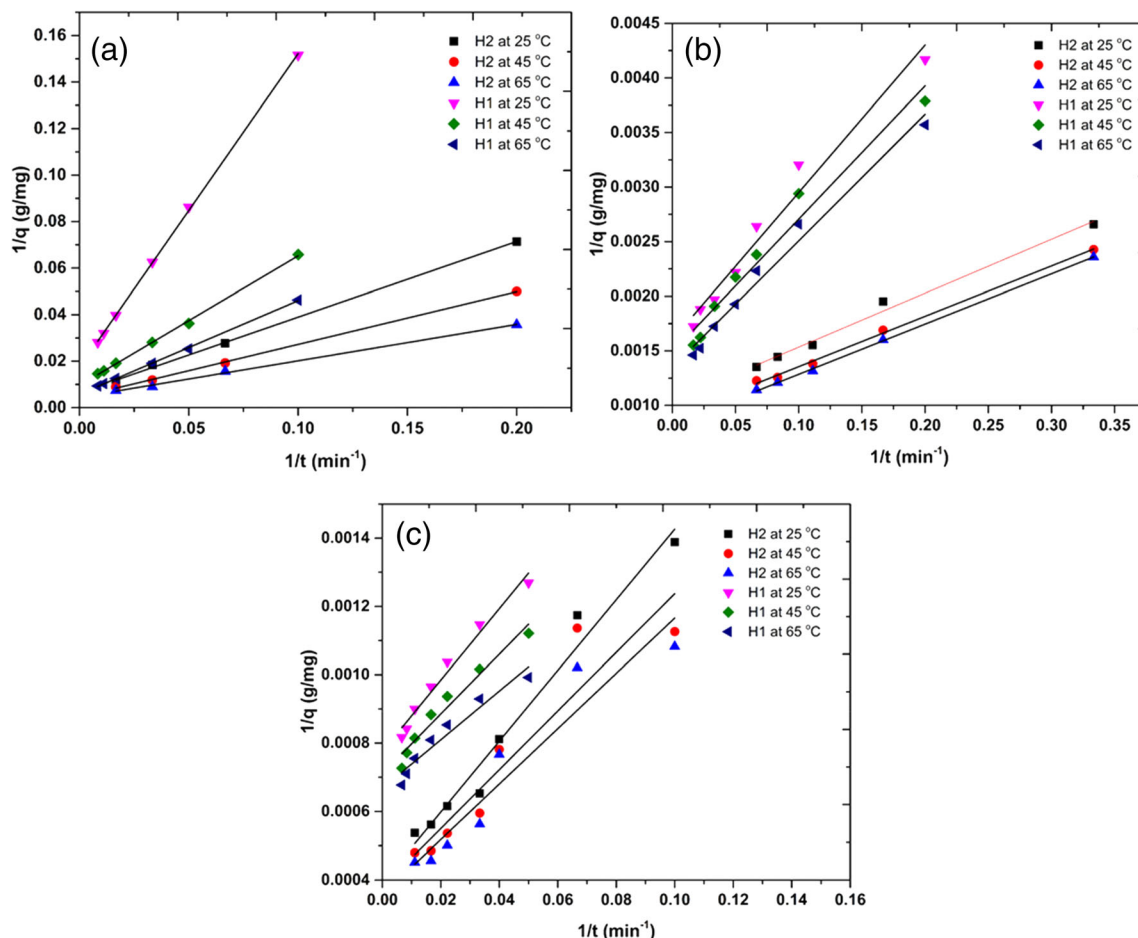 (a)
0.16
0.14
0.12
0.10
0.08
0.06
0.04
0.02
0.00
1/q (g/mg)
H2 at 25 °C
H2 at 45 °C
H2 at 65 °C
H1 at 25 °C
H1 at 45 °C
H1 at 65 °C
0.00 0.05 0.10 0.15 0.20
1/t (min⁻¹)
(b)
0.0045
0.0040
0.0035
0.0030
0.0025
0.0020
0.0015
0.0010
1/q (g/mg)
H2 at 25 °C
H2 at 45 °C
H2 at 65 °C
H1 at 25 °C
H1 at 45 °C
H1 at 65 °C
0.00 0.05 0.10 0.15 0.20 0.25 0.30 0.35
1/t (min⁻¹)
(c)
0.0014
0.0012
0.0010
0.0008
0.0006
0.0004
1/q (g/mg)
H2 at 25 °C
H2 at 45 °C
H2 at 65 °C
H1 at 25 °C
H1 at 45 °C
H1 at 65 °C
0.00 0.02 0.04 0.06 0.08 0.10 0.12 0.14 0.16
1/t (min⁻¹)